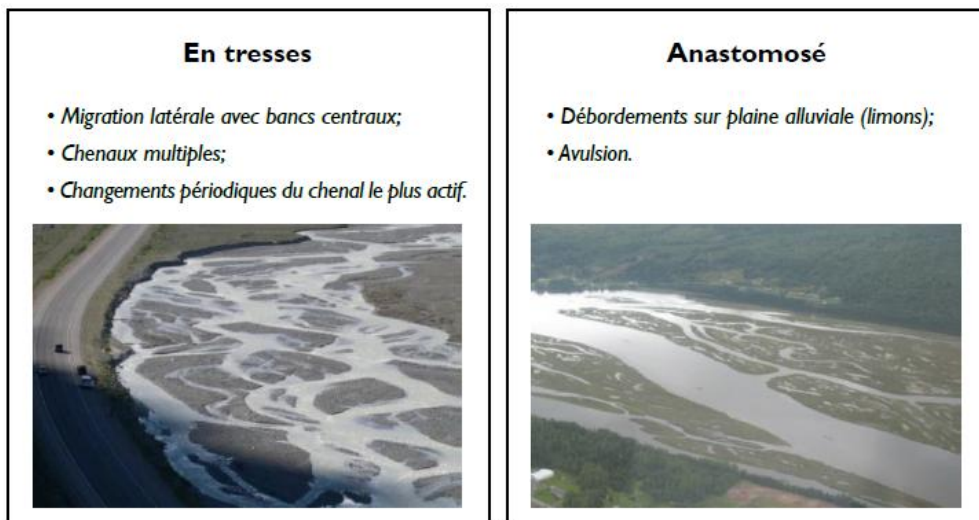 En tresses
• Migration latérale avec bancs centraux;
• Chenaux multiples;
• Changements périodiques du chenal le plus actif.
Anastomosé
• Débordements sur plaine alluviale (limons);
• Avulsion.